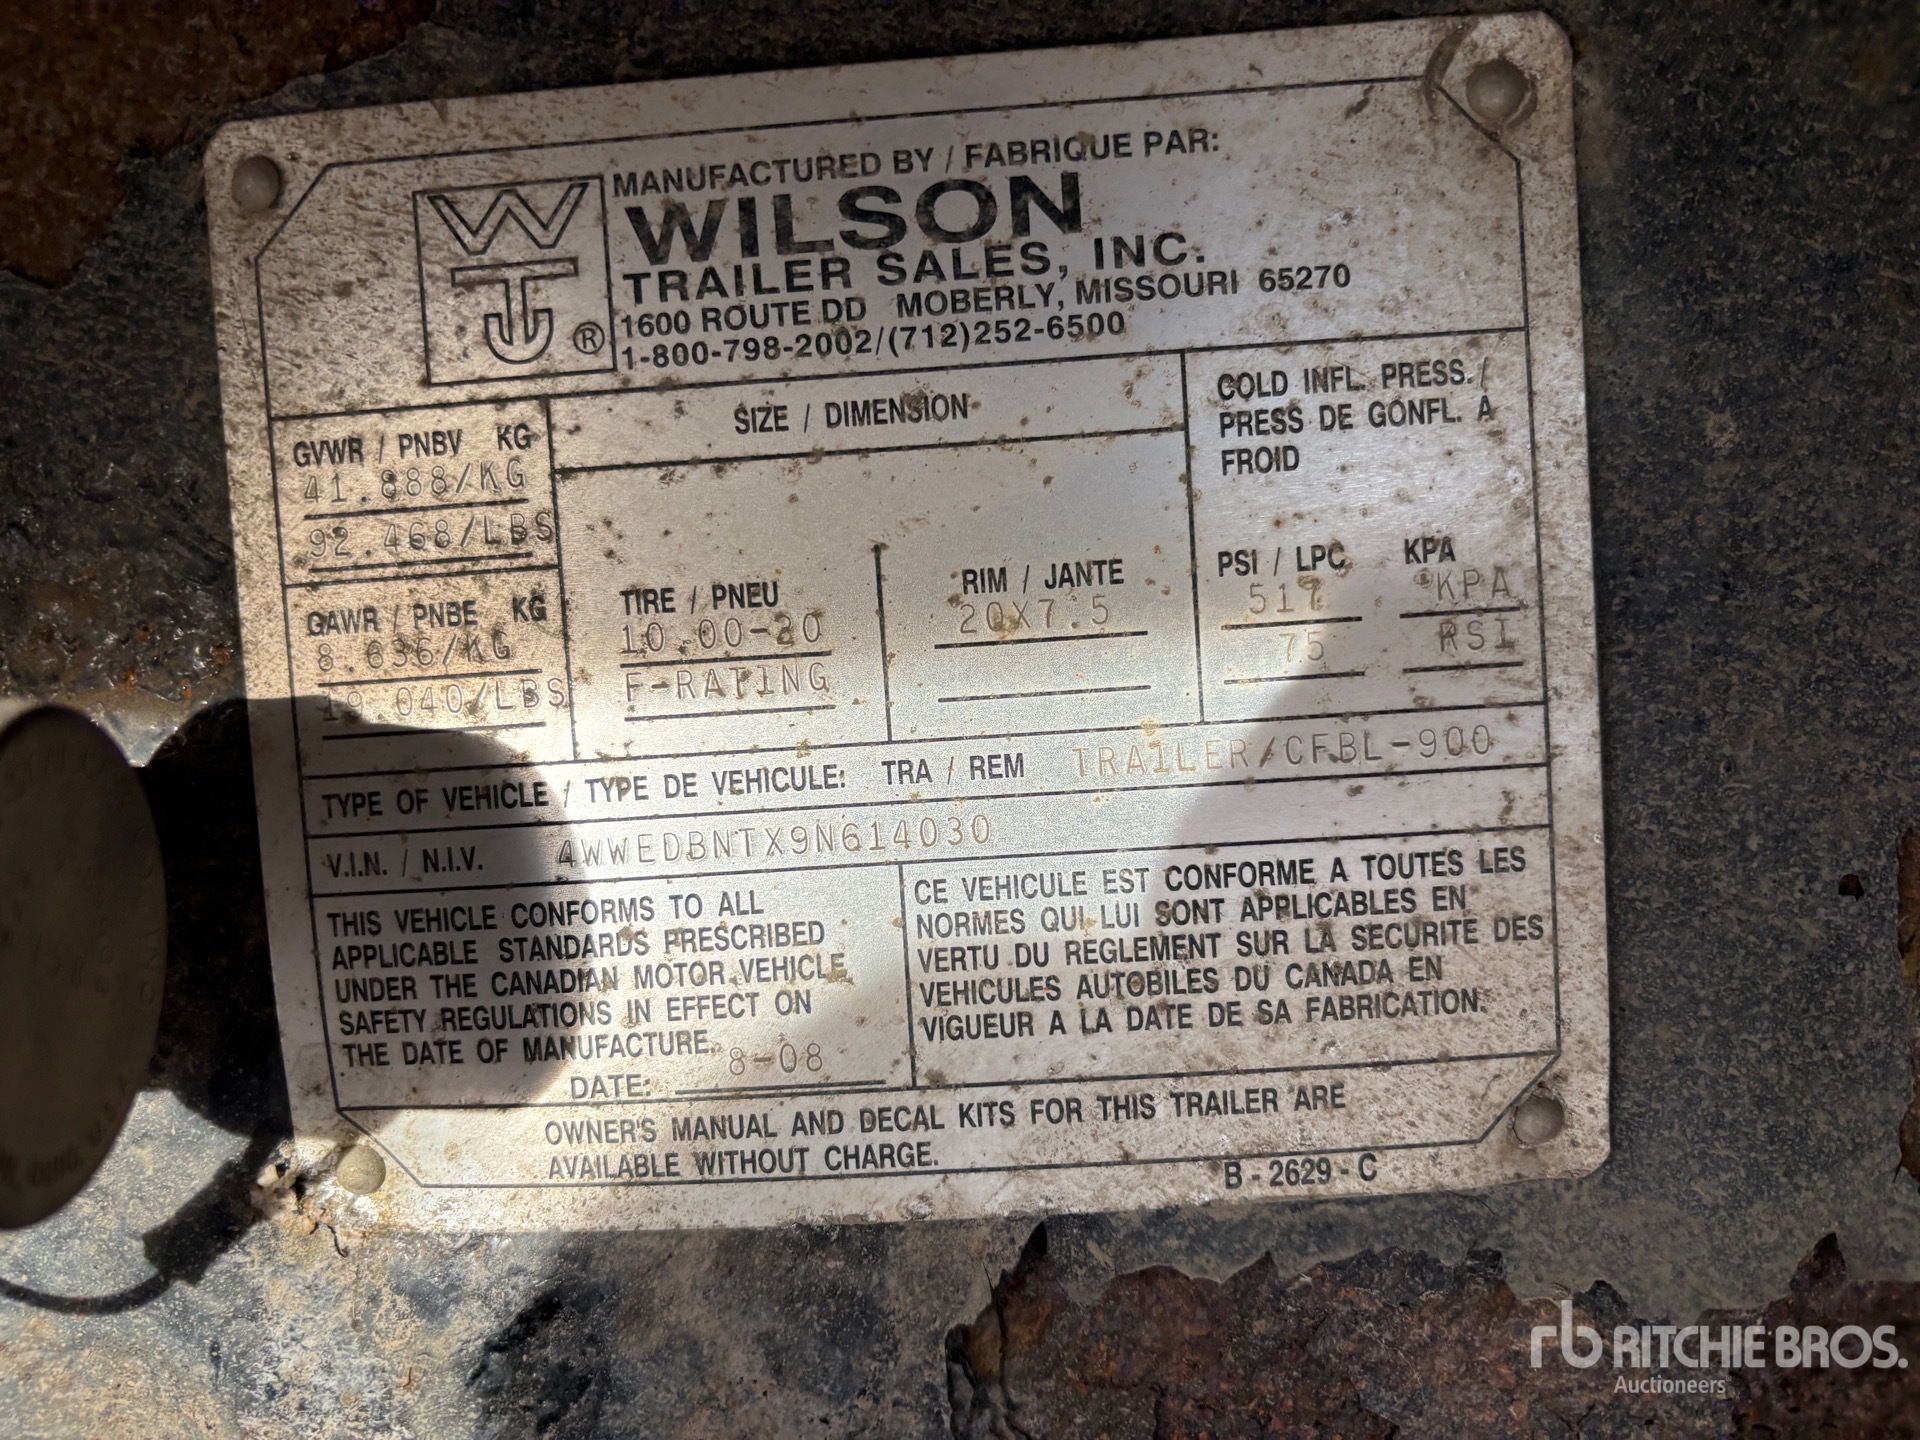 MANUFACTURED BY / FABRIQUE PAR:
WILSON
TRAILER SALES, INC.
1600 ROUTE DD MOBERLY, MISSOURI 65270
1-800-798-2002/(712)252-6500
WTJ ®
GVWR / PNBV KG
41.888/KG
92.468/LBS
GAWR / PNBE KG
8.636/KG
19.040/LBS
SIZE / DIMENSION
TIRE / PNEU
10.00-20
F-RATING
RIM / JANTE
20X7.5
COLD INFL. PRESS. /
PRESS DE GONFL. A
FROID
PSI / LPC KPA
517 KPA
75 RSI
TYPE OF VEHICLE / TYPE DE VEHICULE: TRA / REM TRAILER/CFBL-900
V.I.N. / N.I.V. 4WWEDBNTX9N614030
THIS VEHICLE CONFORMS TO ALL
APPLICABLE STANDARDS PRESCRIBED
UNDER THE CANADIAN MOTOR VEHICLE
SAFETY REGULATIONS IN EFFECT ON
THE DATE OF MANUFACTURE.
DATE: 8-08
CE VEHICULE EST CONFORME A TOUTES LES
NORMES QUI LUI SONT APPLICABLES EN
VERTU DU REGLEMENT SUR LA SECURITE DES
VEHICULES AUTOBILES DU CANADA EN
VIGUEUR A LA DATE DE SA FABRICATION.
OWNER'S MANUAL AND DECAL KITS FOR THIS TRAILER ARE
AVAILABLE WITHOUT CHARGE.
B - 2629 - C
rb RITCHIE BROS.
Auctioneers